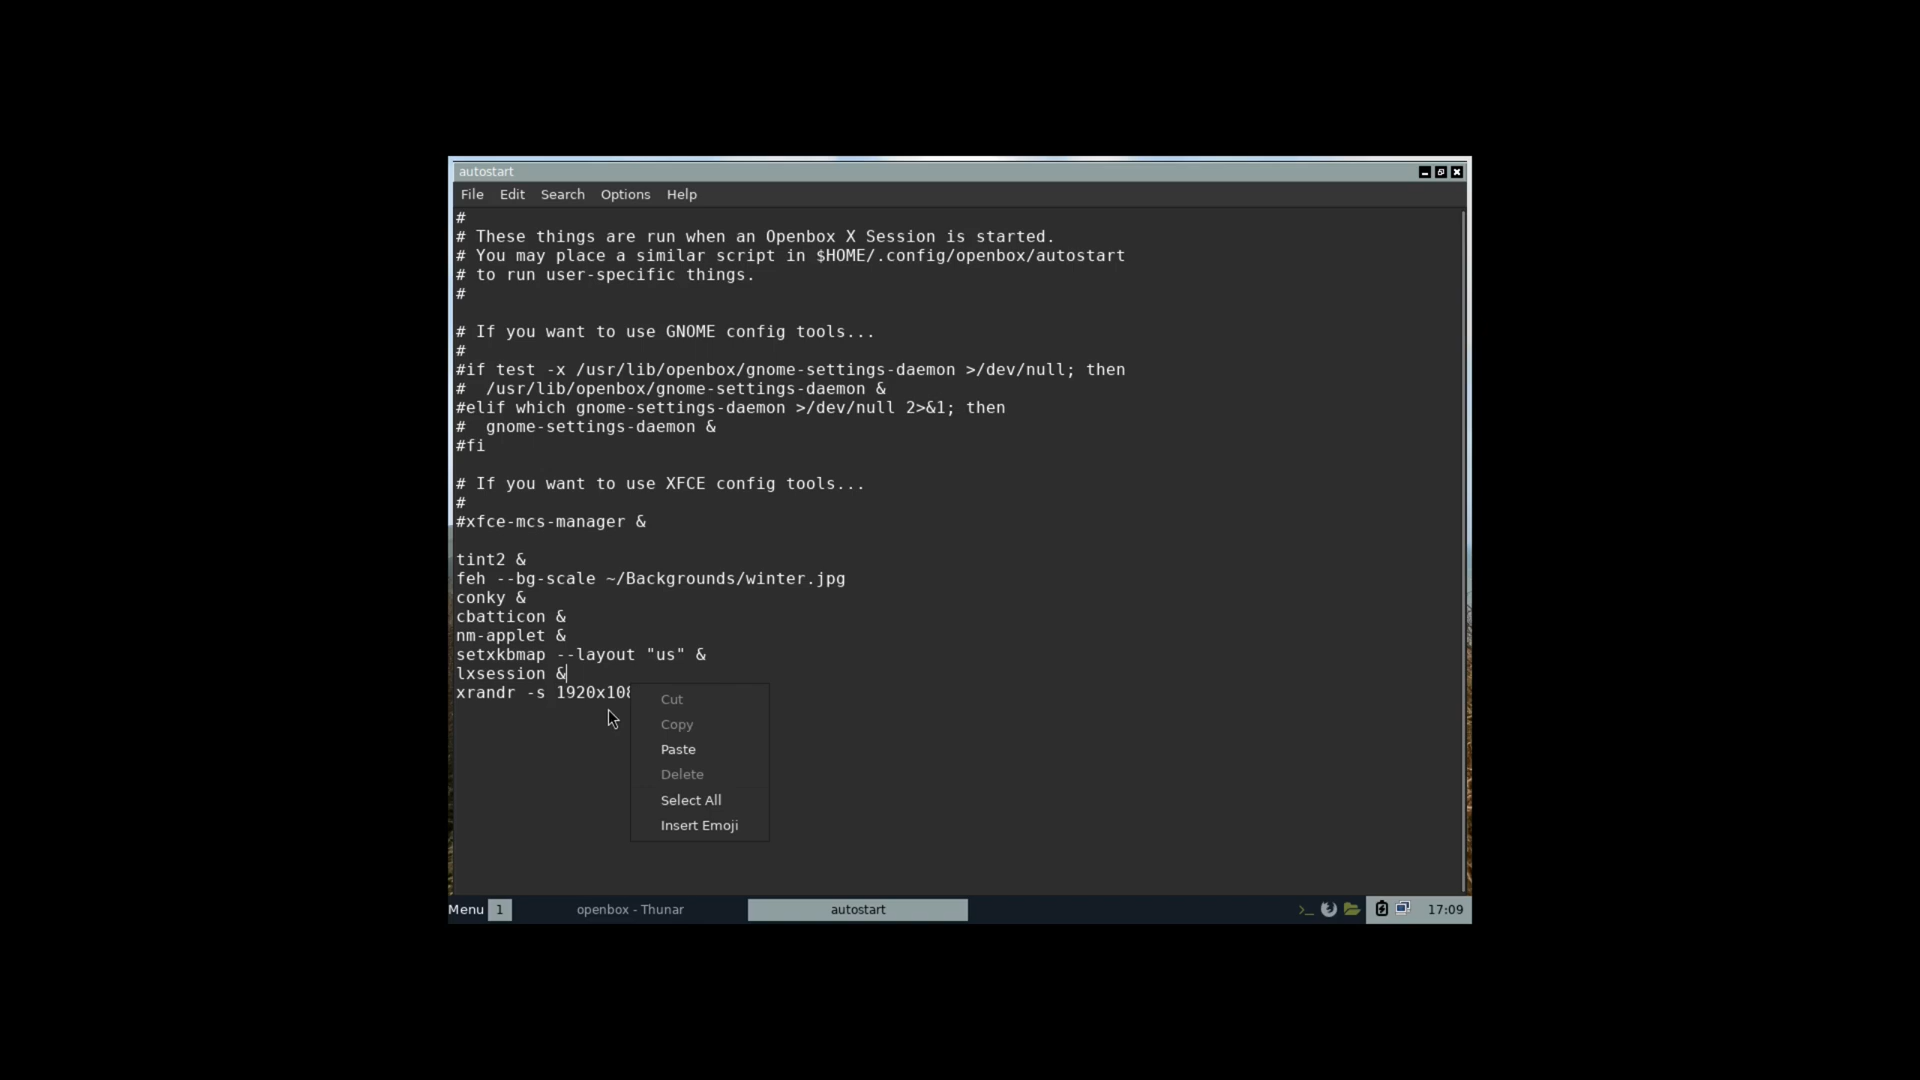 autostart
File Edit Search Options Help
#
# These things are run when an Openbox X Session is started.
# You may place a similar script in $HOME/.config/openbox/autostart
# to run user-specific things.
#
# If you want to use GNOME config tools...
#
#if test -x /usr/lib/openbox/gnome-settings-daemon >/dev/null; then
#  /usr/lib/openbox/gnome-settings-daemon &
#elif which gnome-settings-daemon >/dev/null 2>&1; then
#  gnome-settings-daemon &
#fi
# If you want to use XFCE config tools...
#
#xfce-mcs-manager &
tint2 &
feh --bg-scale ~/Backgrounds/winter.jpg
conky &
cbatticon &
nm-applet &
setxkbmap --layout "us" &
lxsession &
xrandr -s 1920x108
Cut
Copy
Paste
Delete
Select All
Insert Emoji
Menu 1 openbox - Thunar autostart >_ 17:09